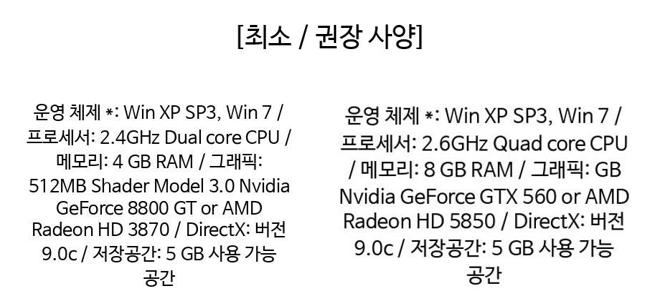 [최소 / 권장 사양]
운영 체제 *: Win XP SP3, Win 7 /
프로세서: 2.4GHz Dual core CPU /
메모리: 4 GB RAM / 그래픽:
512MB Shader Model 3.0 Nvidia
GeForce 8800 GT or AMD
Radeon HD 3870 / DirectX: 버전
9.0c / 저장공간: 5 GB 사용 가능
공간
운영 체제 *: Win XP SP3, Win 7 /
프로세서: 2.6GHz Quad core CPU
/ 메모리: 8 GB RAM / 그래픽: GB
Nvidia GeForce GTX 560 or AMD
Radeon HD 5850 / DirectX: 버전
9.0c / 저장공간: 5 GB 사용 가능
공간